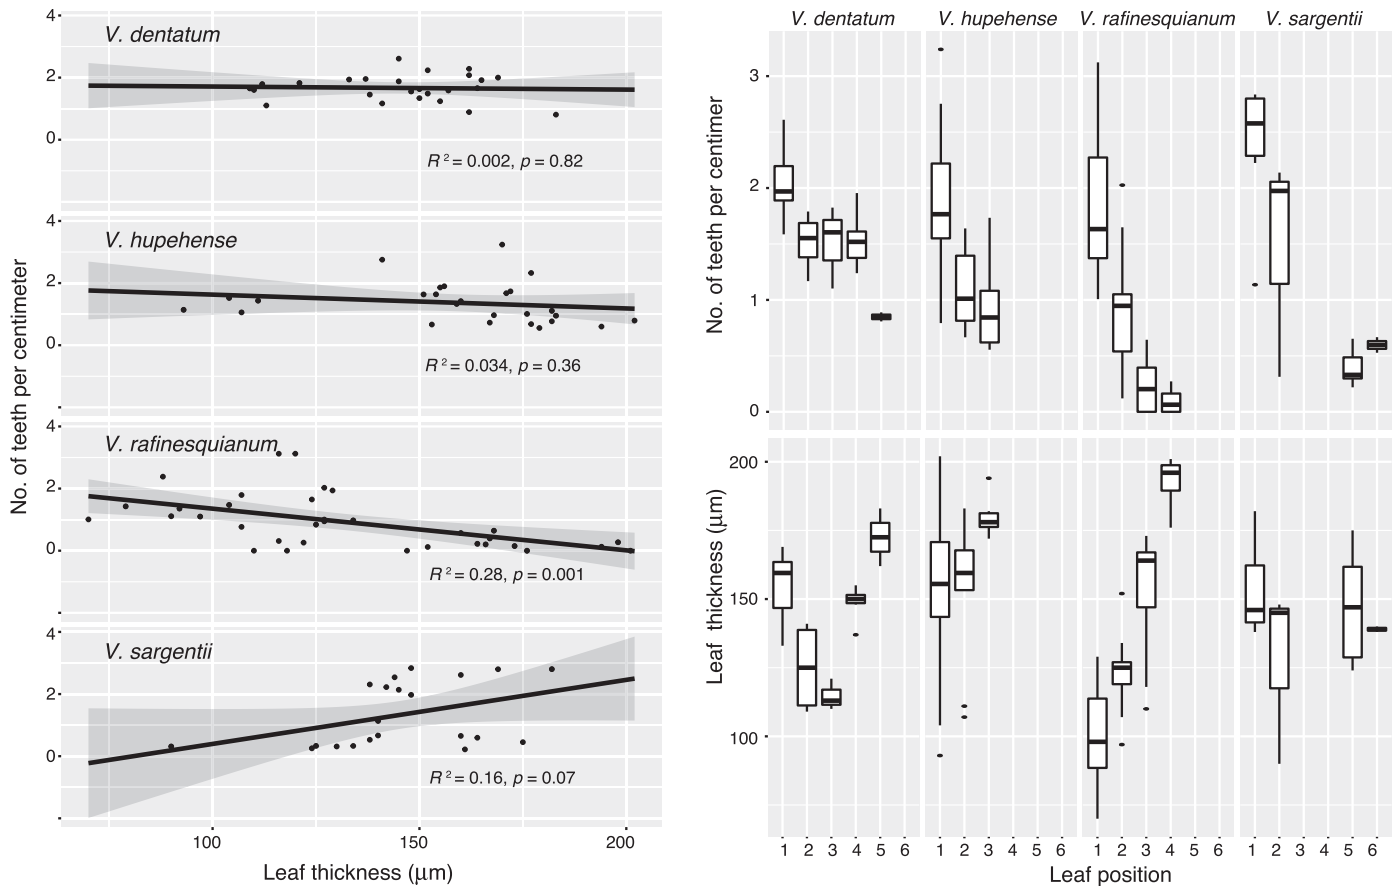 V. dentatum
4
2
0
R² = 0.002, p = 0.82
V. hupehense
4
2
0
R² = 0.034, p = 0.36
V. rafinesquianum
4
2
0
R² = 0.28, p = 0.001
V. sargentii
4
2
0
R² = 0.16, p = 0.07
No. of teeth per centimeter
100 150 200
Leaf thickness (μm)
V. dentatum V. hupehense V. rafinesquianum V. sargentii
No. of teeth per centimer
3
2
1
0
Leaf thickness (μm)
200
150
100
1 2 3 4 5 6 1 2 3 4 5 6 1 2 3 4 5 6 1 2 3 4 5 6
Leaf position